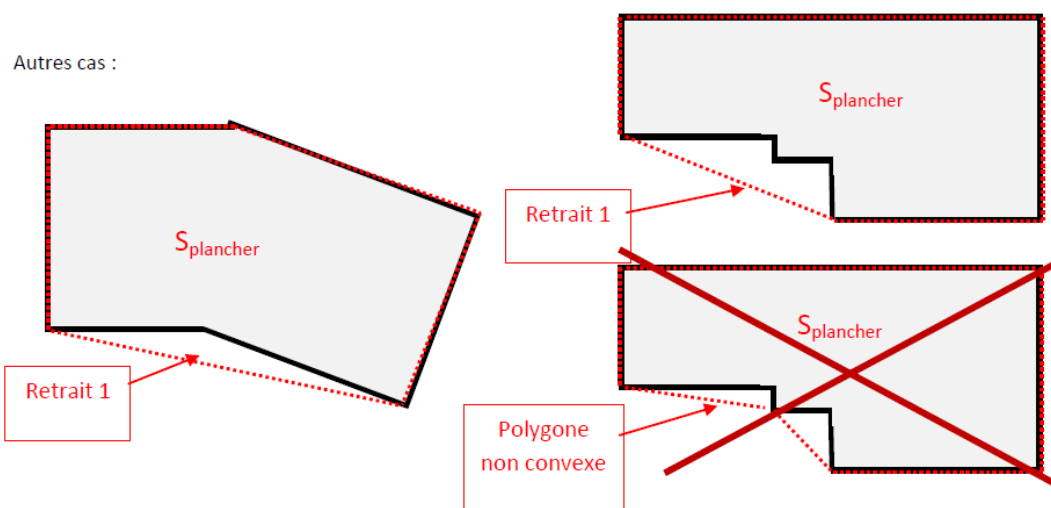 Autres cas :
Splancher
Retrait 1
Splancher
Retrait 1
Splancher
Polygone
non convexe